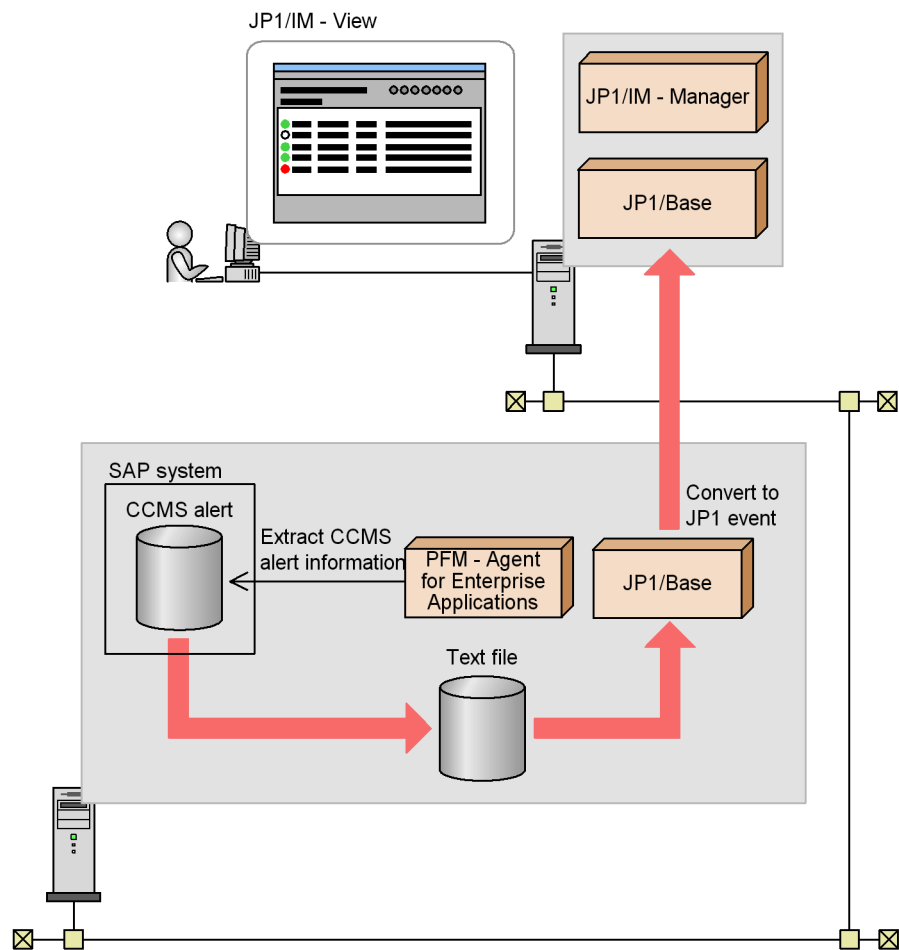 JP1/IM - View
JP1/IM - Manager
JP1/Base
SAP system
CCMS alert
Extract CCMS
alert information
PFM - Agent
for Enterprise
Applications
Convert to
JP1 event
JP1/Base
Text file